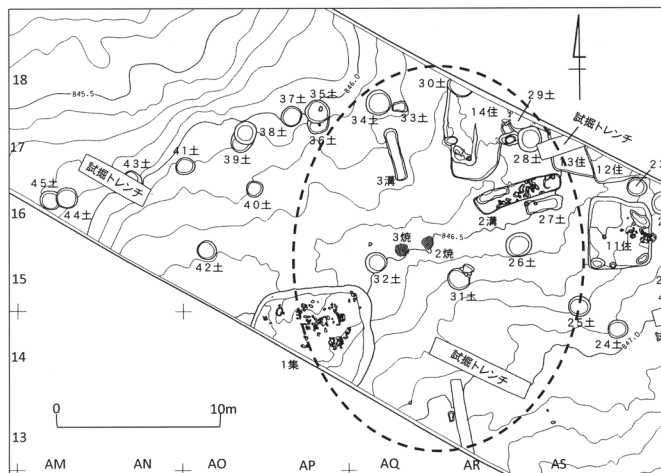 18
17
16
15
14
13
AM
AN
AO
AP
AQ
AR
AS
845.5
846.0
846.5
847.0
30土
29土
35土
37土
34土
33土
14住
試掘トレンチ
38土
36土
28土
13住
12住
39土
41土
43土
試掘トレンチ
45土
44土
40土
3溝
2溝
27土
11住
3焼
2焼
42土
32土
26土
31土
25土
24土
1集
試掘トレンチ
0
10m